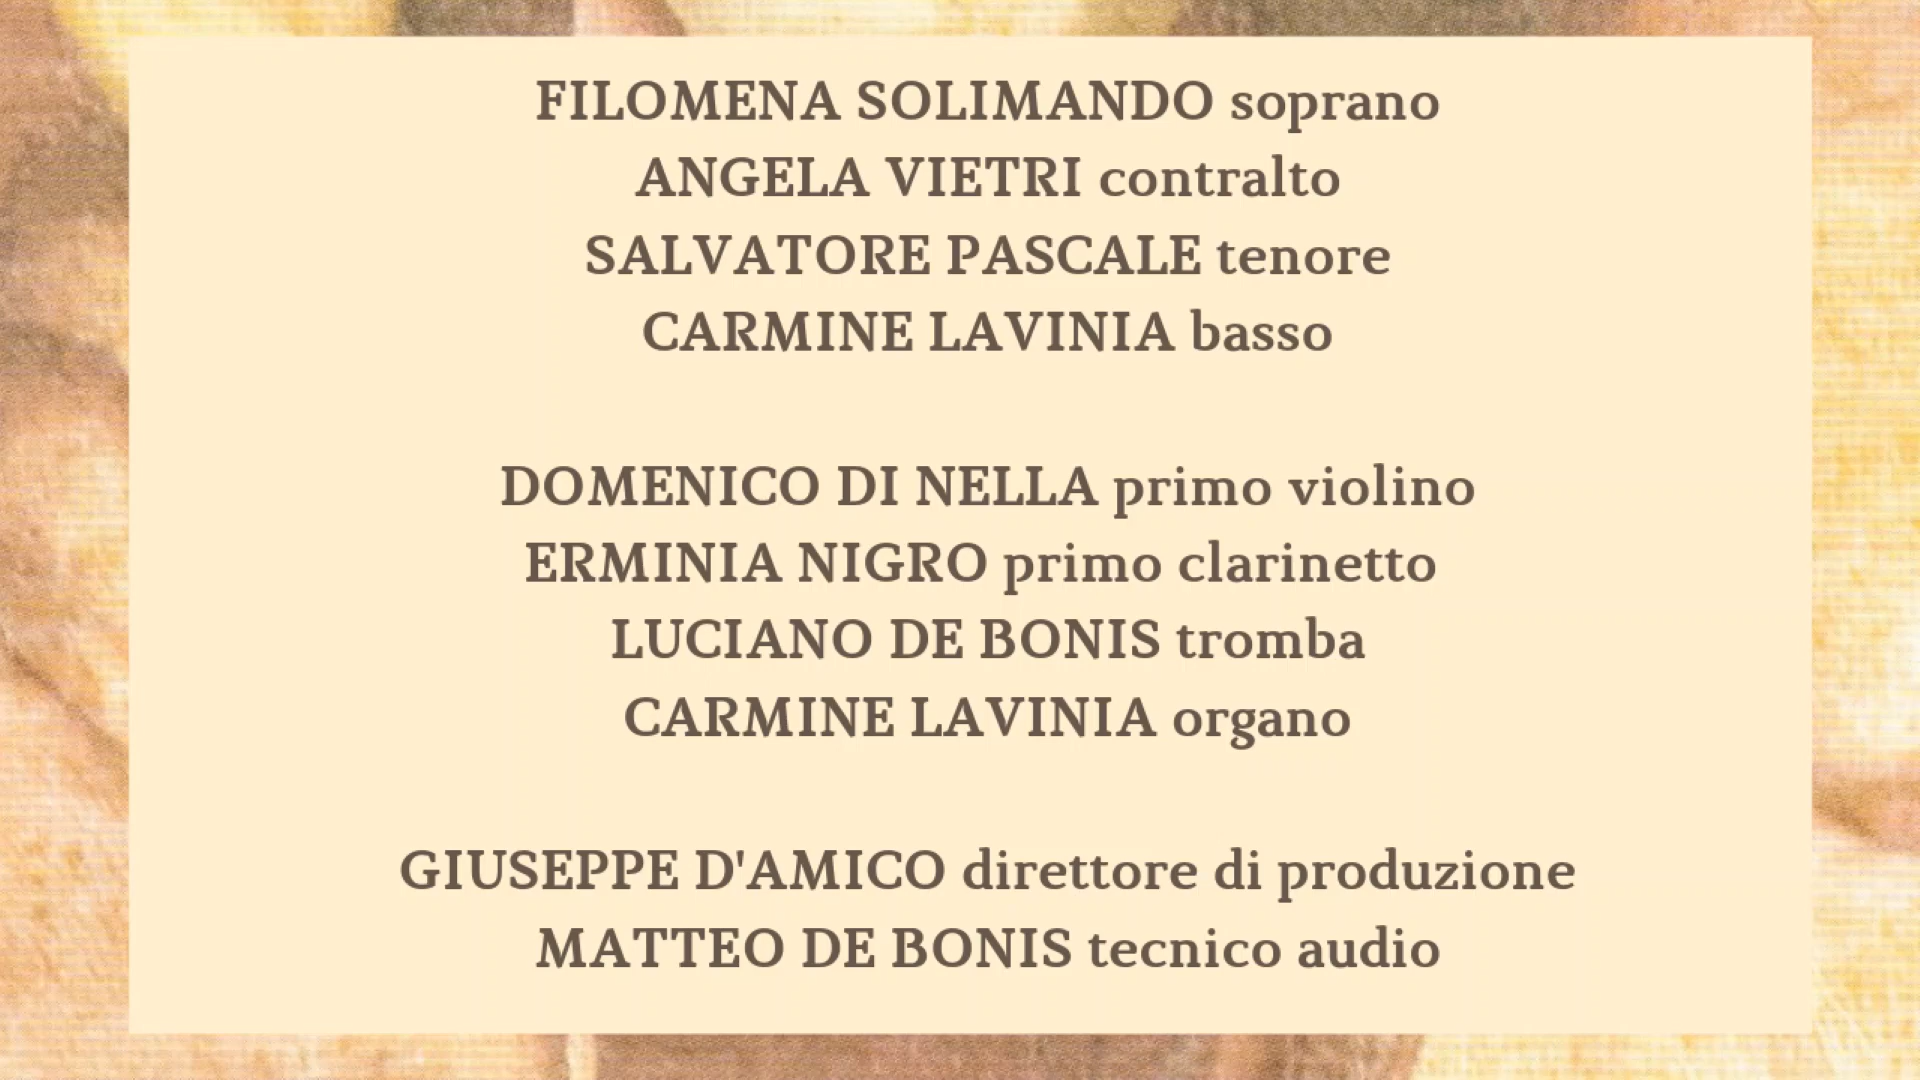 FILOMENA SOLIMANDO soprano
ANGELA VIETRI contralto
SALVATORE PASCALE tenore
CARMINE LAVINIA basso
DOMENICO DI NELLA primo violino
ERMINIA NIGRO primo clarinetto
LUCIANO DE BONIS tromba
CARMINE LAVINIA organo
GIUSEPPE D'AMICO direttore di produzione
MATTEO DE BONIS tecnico audio